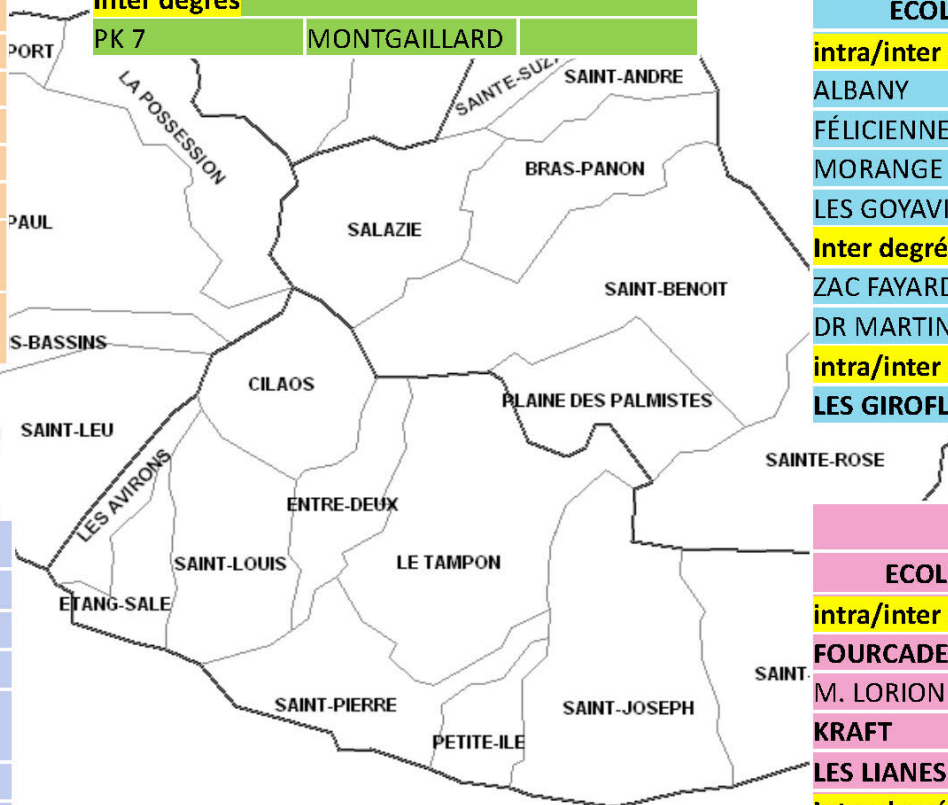 Inter degrés
PK 7 MONTGAILLARD
PORT
LA POSSESSION
SAINTE-SUZ
SAINT-ANDRE
BRAS-PANON
PAUL
SALAZIE
SAINT-BENOIT
S-BASSINS
CILAOS
PLAINE DES PALMISTES
SAINT-LEU
LES AVIRONS
SAINTE-ROSE
ENTRE-DEUX
SAINT-LOUIS
LE TAMPON
ETANG-SALE
SAINT-
SAINT-PIERRE
SAINT-JOSEPH
PETITE-ILE
ECOL
intra/inter
ALBANY
FÉLICIENNE
MORANGE
LES GOYAVI
Inter degré
ZAC FAYARD
DR MARTIN
intra/inter
LES GIROFL
ECOL
intra/inter
FOURCADE
M. LORION
KRAFT
LES LIANES